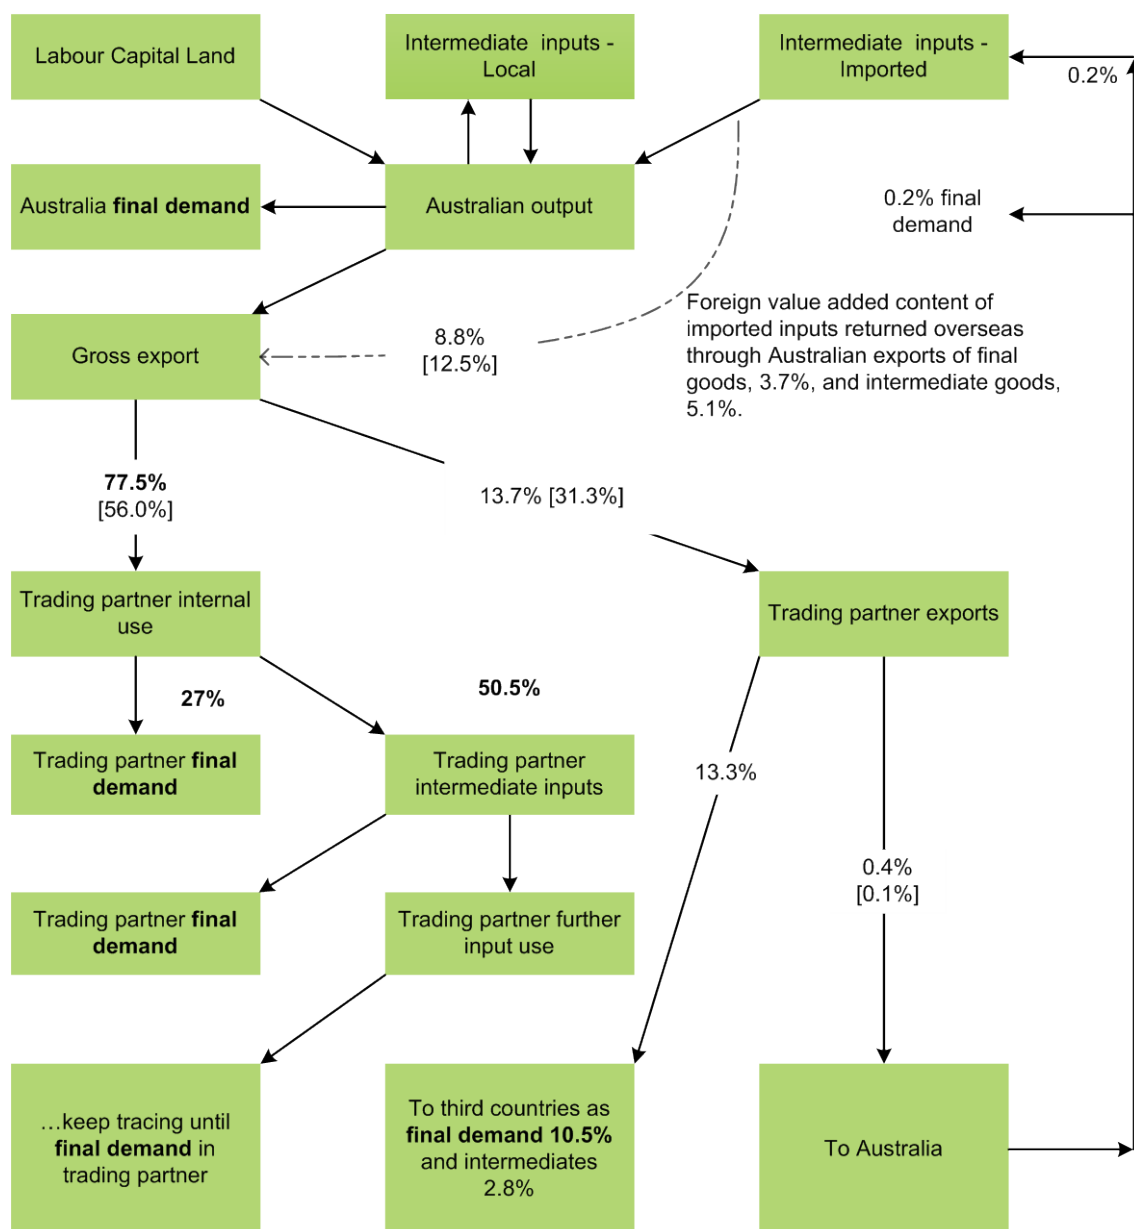 Labour Capital Land
Intermediate inputs -
Local
Intermediate inputs -
Imported
0.2%
Australia final demand
Australian output
0.2% final
demand
Foreign value added content of
imported inputs returned overseas
through Australian exports of final
goods, 3.7%, and intermediate goods,
5.1%.
Gross export
8.8%
[12.5%]
77.5%
[56.0%]
13.7% [31.3%]
Trading partner internal
use
Trading partner exports
27%
50.5%
Trading partner final
demand
Trading partner
intermediate inputs
13.3%
0.4%
[0.1%]
Trading partner final
demand
Trading partner further
input use
…keep tracing until
final demand in
trading partner
To third countries as
final demand 10.5%
and intermediates
2.8%
To Australia